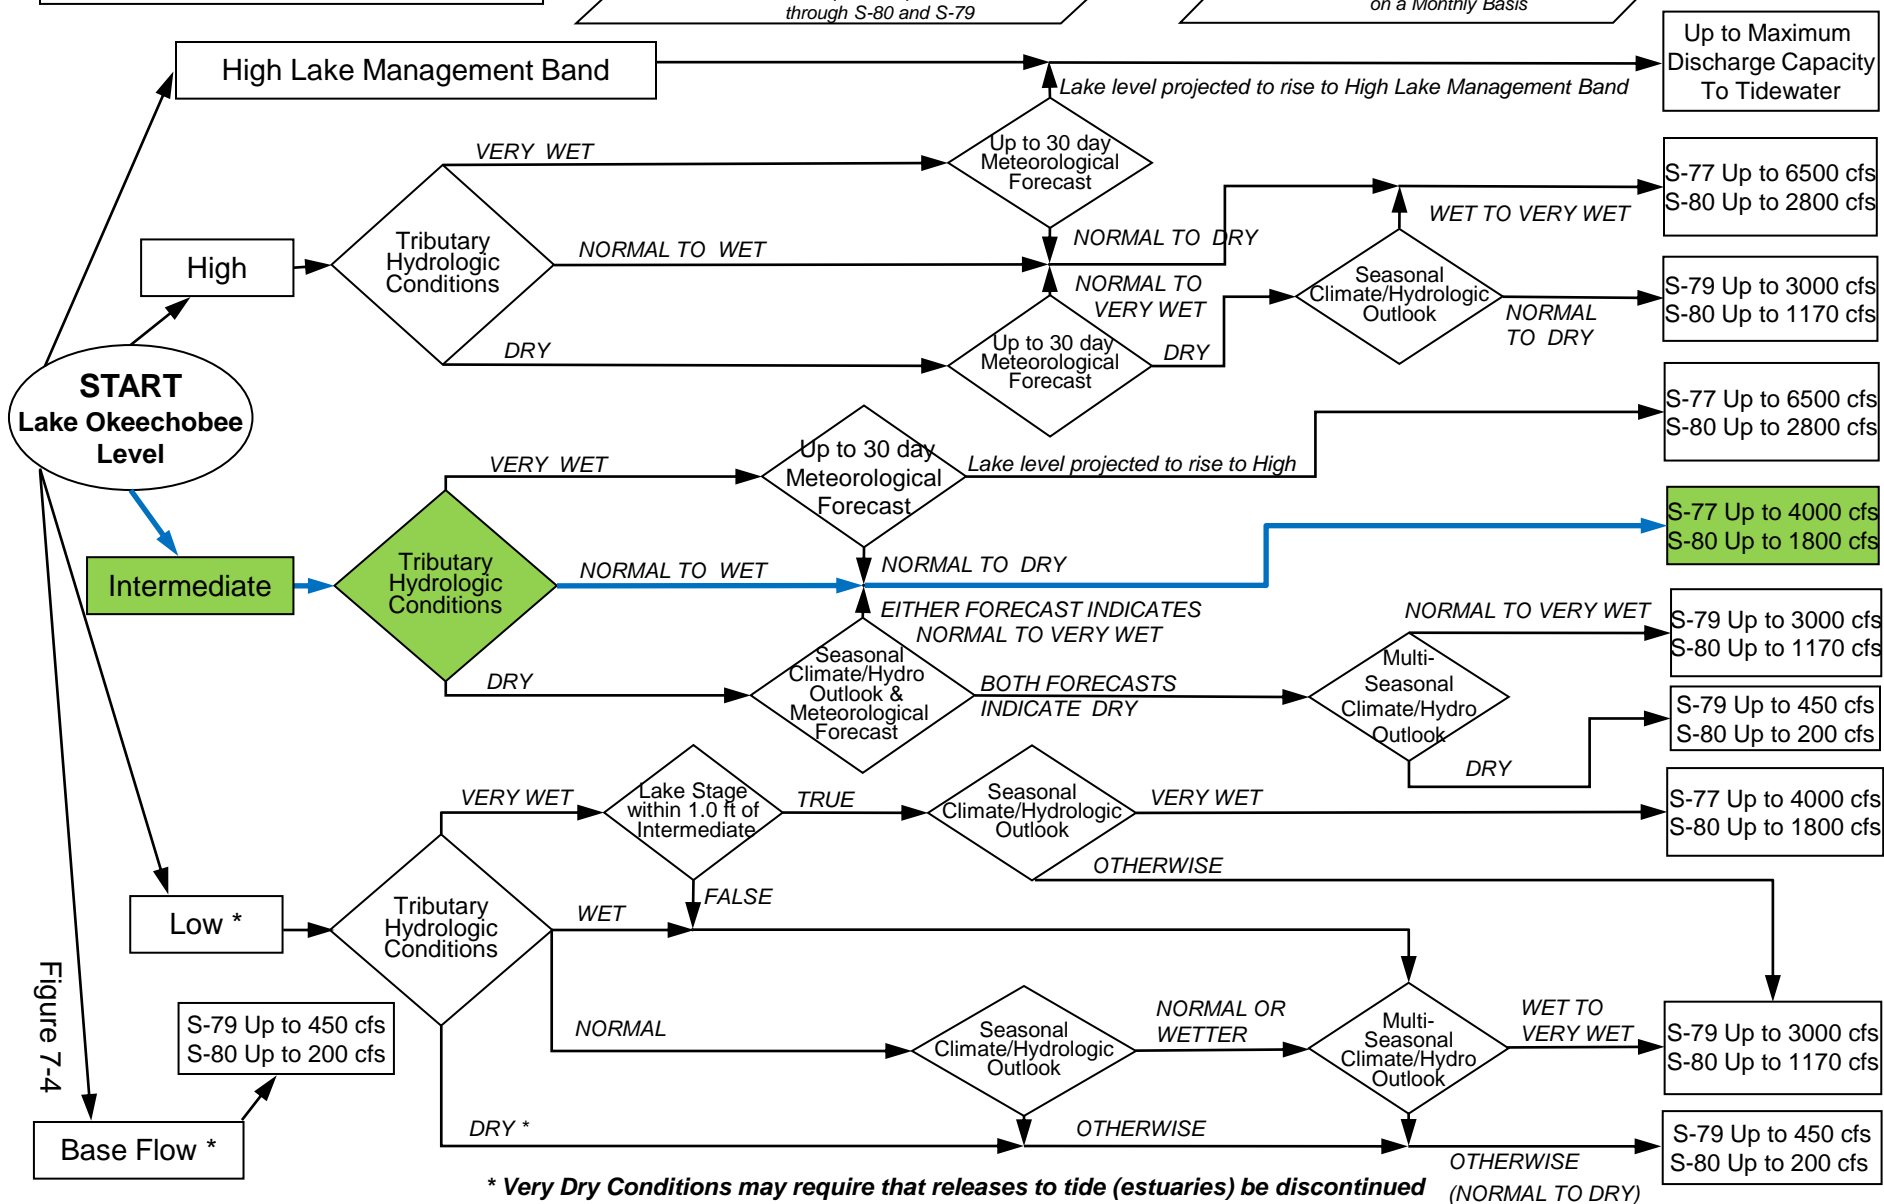 through S-80 and S-79
on a Monthly Basis
Up to Maximum
Discharge Capacity
To Tidewater
High Lake Management Band
Lake level projected to rise to High Lake Management Band
Up to 30 day
Meteorological
Forecast
VERY WET
S-77 Up to 6500 cfs
S-80 Up to 2800 cfs
WET TO VERY WET
Tributary
Hydrologic
Conditions
NORMAL TO WET
NORMAL TO DRY
High
Seasonal
Climate/Hydrologic
Outlook
S-79 Up to 3000 cfs
S-80 Up to 1170 cfs
NORMAL TO
VERY WET
NORMAL
TO DRY
DRY
Up to 30 day
Meteorological
Forecast
DRY
START
Lake Okeechobee
Level
S-77 Up to 6500 cfs
S-80 Up to 2800 cfs
VERY WET
Up to 30 day
Meteorological
Forecast
Lake level projected to rise to High
S-77 Up to 4000 cfs
S-80 Up to 1800 cfs
Intermediate
Tributary
Hydrologic
Conditions
NORMAL TO WET
NORMAL TO DRY
EITHER FORECAST INDICATES
NORMAL TO VERY WET
NORMAL TO VERY WET
S-79 Up to 3000 cfs
S-80 Up to 1170 cfs
DRY
Seasonal
Climate/Hydro
Outlook &
Meteorological
Forecast
BOTH FORECASTS
INDICATE DRY
Multi-
Seasonal
Climate/Hydro
Outlook
S-79 Up to 450 cfs
S-80 Up to 200 cfs
DRY
VERY WET
Lake Stage
within 1.0 ft of
Intermediate
TRUE
Seasonal
Climate/Hydrologic
Outlook
VERY WET
S-77 Up to 4000 cfs
S-80 Up to 1800 cfs
OTHERWISE
FALSE
Low *
Tributary
Hydrologic
Conditions
WET
Figure 7-4
S-79 Up to 450 cfs
S-80 Up to 200 cfs
NORMAL
Seasonal
Climate/Hydrologic
Outlook
NORMAL OR
WETTER
Multi-
Seasonal
Climate/Hydro
Outlook
WET TO
VERY WET
S-79 Up to 3000 cfs
S-80 Up to 1170 cfs
Base Flow *
DRY *
OTHERWISE
OTHERWISE
(NORMAL TO DRY)
S-79 Up to 450 cfs
S-80 Up to 200 cfs
* Very Dry Conditions may require that releases to tide (estuaries) be discontinued